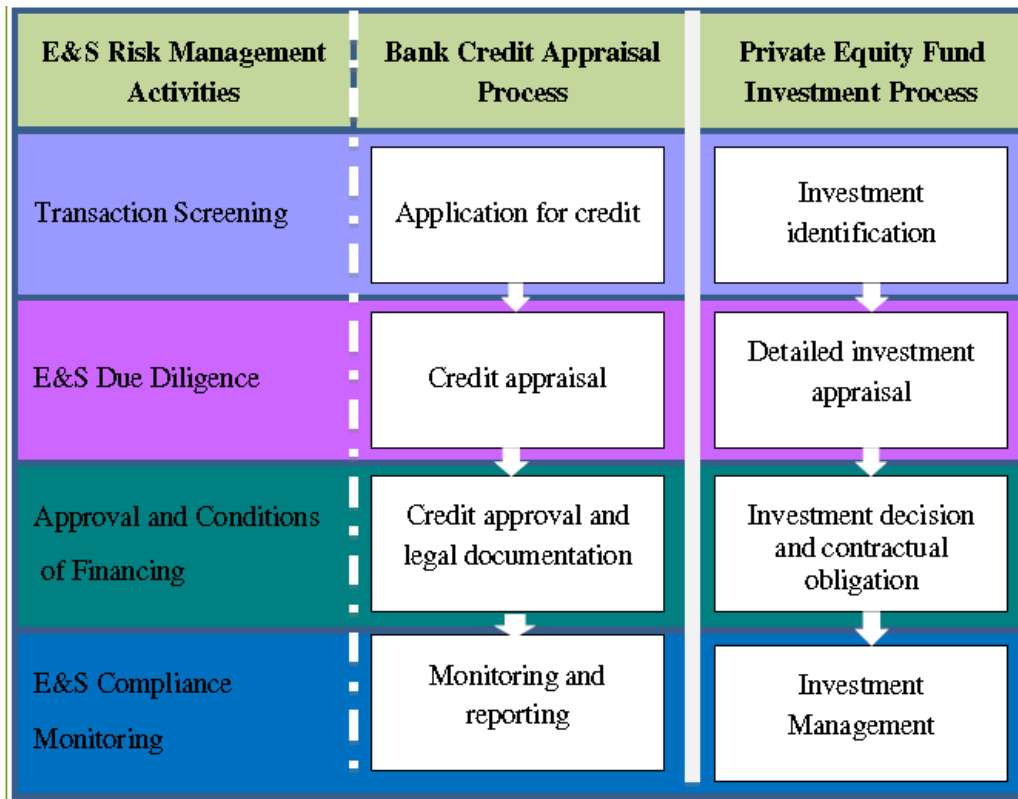 E&S Risk Management
Activities
Bank Credit Appraisal
Process
Private Equity Fund
Investment Process
Transaction Screening
Application for credit
Investment
identification
E&S Due Diligence
Credit appraisal
Detailed investment
appraisal
Approval and Conditions
of Financing
Credit approval and
legal documentation
Investment decision
and contractual
obligation
E&S Compliance
Monitoring
Monitoring and
reporting
Investment
Management